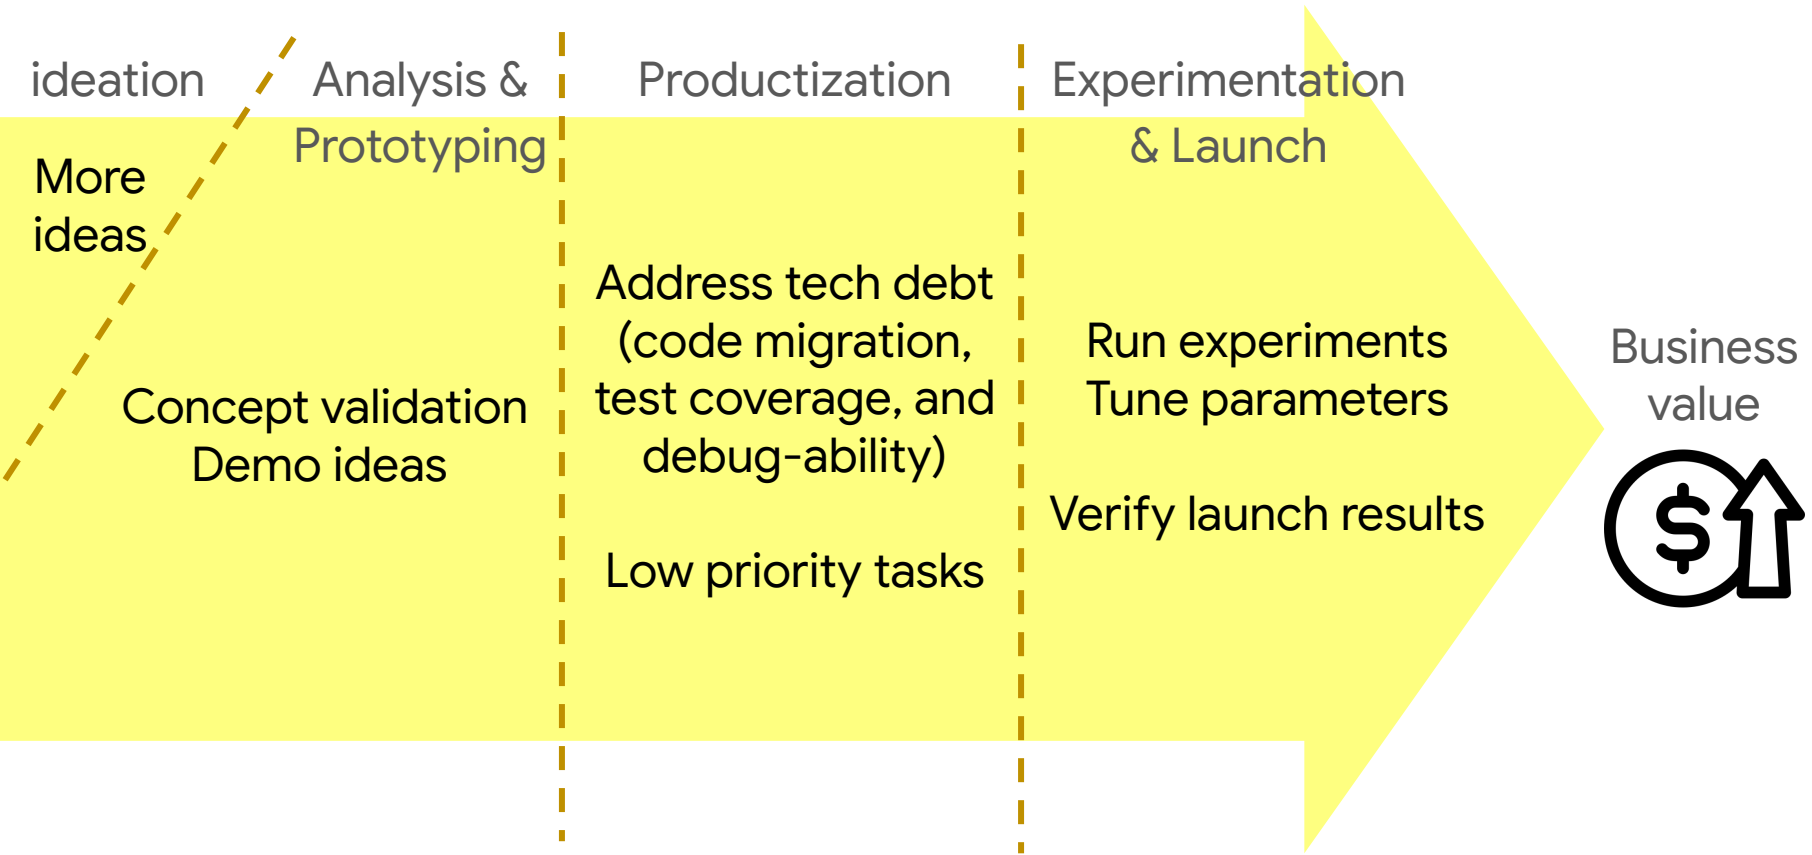 ideation
More
ideas
Analysis &
Prototyping
Concept validation
Demo ideas
Productization
Address tech debt
(code migration,
test coverage, and
debug-ability)
Low priority tasks
Experimentation
& Launch
Run experiments
Tune parameters
Verify launch results
Business
value
$